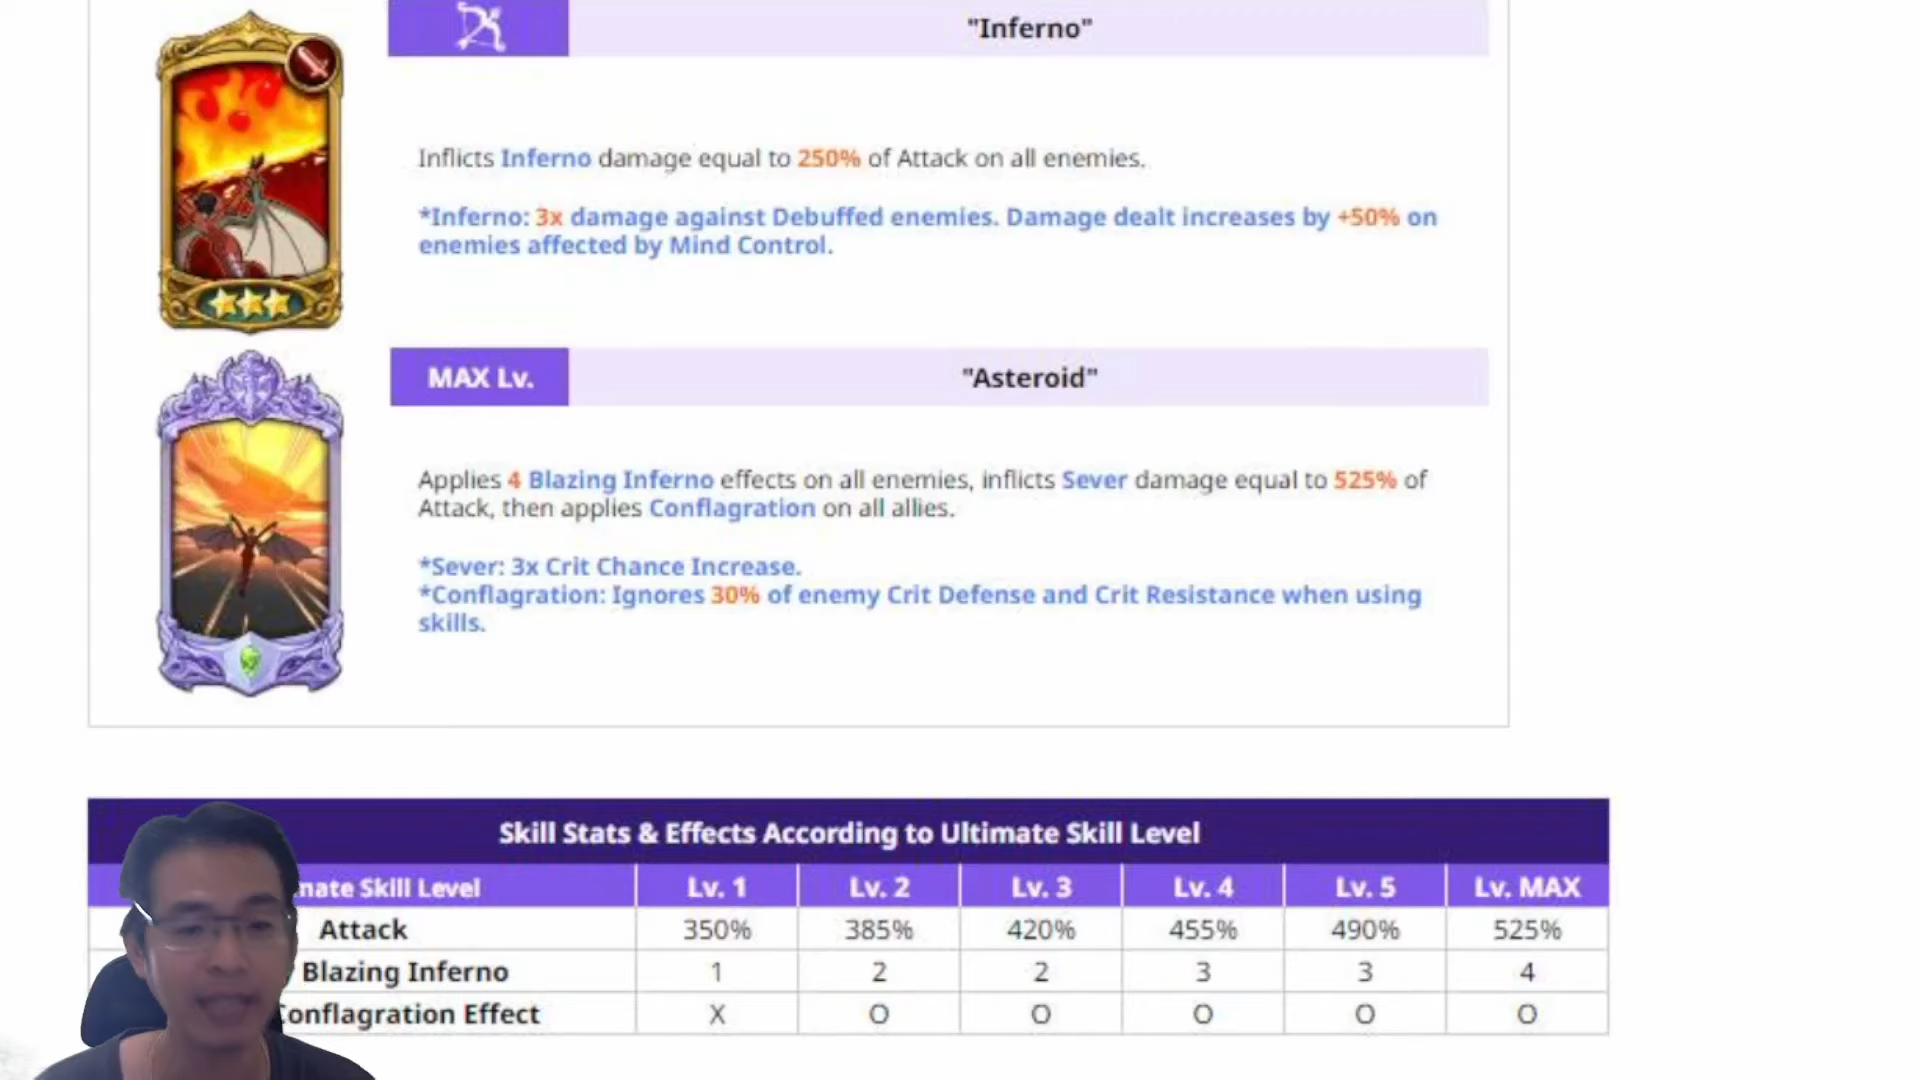 "Inferno"
Inflicts Inferno damage equal to 250% of Attack on all enemies.
*Inferno: 3x damage against Debuffed enemies. Damage dealt increases by +50% on
enemies affected by Mind Control.
MAX Lv. "Asteroid"
Applies 4 Blazing Inferno effects on all enemies, inflicts Sever damage equal to 525% of
Attack, then applies Conflagration on all allies.
*Sever: 3x Crit Chance Increase.
*Conflagration: Ignores 30% of enemy Crit Defense and Crit Resistance when using
skills.
Skill Stats & Effects According to Ultimate Skill Level
mate Skill Level Lv. 1 Lv. 2 Lv. 3 Lv. 4 Lv. 5 Lv. MAX
Attack 350% 385% 420% 455% 490% 525%
Blazing Inferno 1 2 2 3 3 4
Conflagration Effect X O O O O O